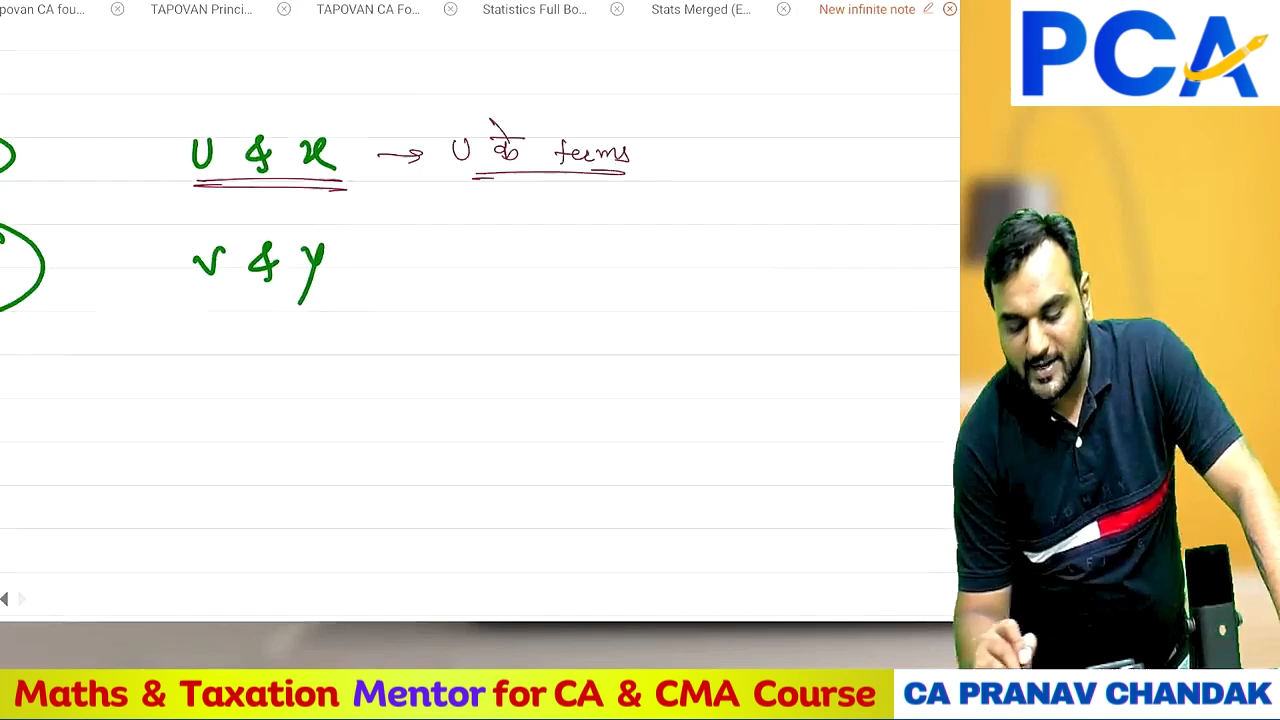 povan CA fou... TAPOVAN Princi... TAPOVAN CA Fo... Statistics Full Bo... Stats Merged (E... New infinite note
PCA
U & x → U के terms
v & y
Maths & Taxation Mentor for CA & CMA Course
CA PRANAV CHANDAK